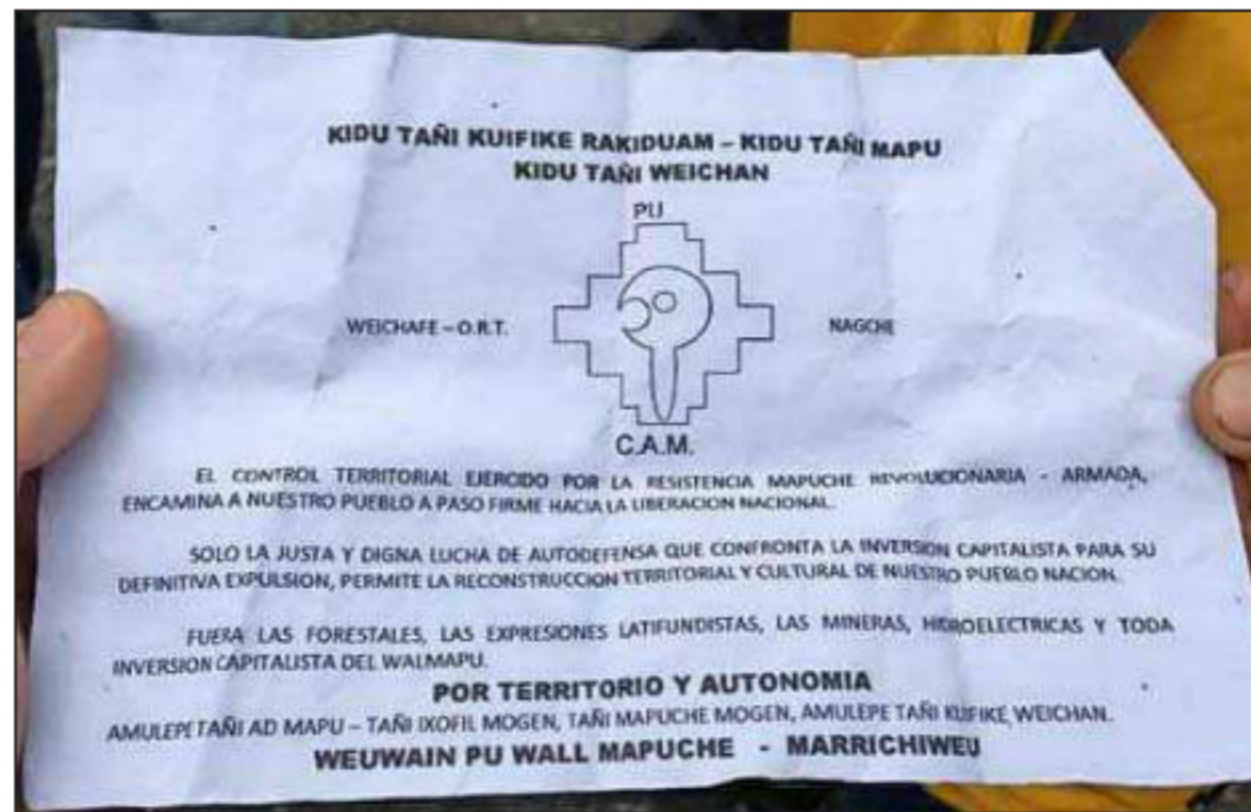 KIDU TAÑI KUIFIKE RAKIDUAM – KIDU TAÑI MAPU
KIDU TAÑI WEICHAN
PU
WEICHAFE – O.R.T.
NAGCHE
C.A.M.
EL CONTROL TERRITORIAL EJERCIDO POR LA RESISTENCIA MAPUCHE REVOLUCIONARIA - ARMADA,
ENCAMINA A NUESTRO PUEBLO A PASO FIRME HACIA LA LIBERACION NACIONAL.
SOLO LA JUSTA Y DIGNA LUCHA DE AUTODEFENSA QUE CONFRONTA LA INVERSION CAPITALISTA PARA SU
DEFINITIVA EXPULSION, PERMITE LA RECONSTRUCCION TERRITORIAL Y CULTURAL DE NUESTRO PUEBLO NACION.
FUERA LAS FORESTALES, LAS EXPRESIONES LATIFUNDISTAS, LAS MINERAS, HIDROELECTRICAS Y TODA
INVERSION CAPITALISTA DEL WALMAPU.
POR TERRITORIO Y AUTONOMIA
AMULEPE TAÑI AD MAPU – TAÑI IXOFIL MOGEN, TAÑI MAPUCHE MOGEN, AMULEPE TAÑI KUFIKE WEICHAN.
WEUWAIN PU WALL MAPUCHE - MARRICHIWEU